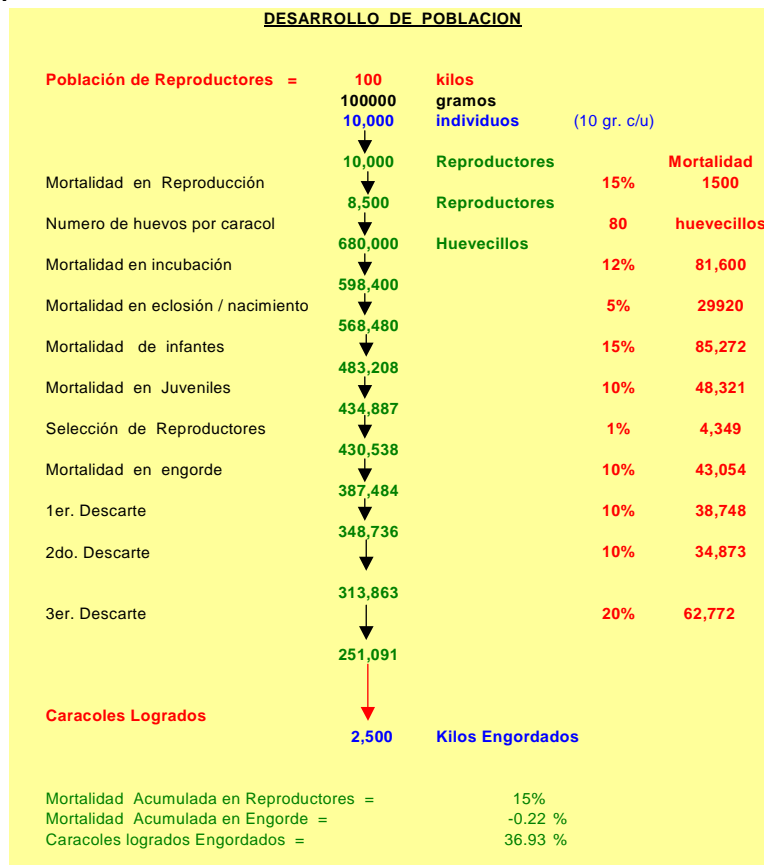 DESARROLLO DE POBLACION
Población de Reproductores = 100 kilos
100000 gramos
10,000 individuos (10 gr. c/u)
10,000 Reproductores Mortalidad
Mortalidad en Reproducción 15% 1500
8,500 Reproductores
Numero de huevos por caracol 80 huevecillos
680,000 Huevecillos
Mortalidad en incubación 12% 81,600
598,400
Mortalidad en eclosión / nacimiento 5% 29920
568,480
Mortalidad de infantes 15% 85,272
483,208
Mortalidad en Juveniles 10% 48,321
434,887
Selección de Reproductores 1% 4,349
430,538
Mortalidad en engorde 10% 43,054
387,484
1er. Descarte 10% 38,748
348,736
2do. Descarte 10% 34,873
313,863
3er. Descarte 20% 62,772
251,091
Caracoles Logrados
2,500 Kilos Engordados
Mortalidad Acumulada en Reproductores = 15%
Mortalidad Acumulada en Engorde = -0.22 %
Caracoles logrados Engordados = 36.93 %